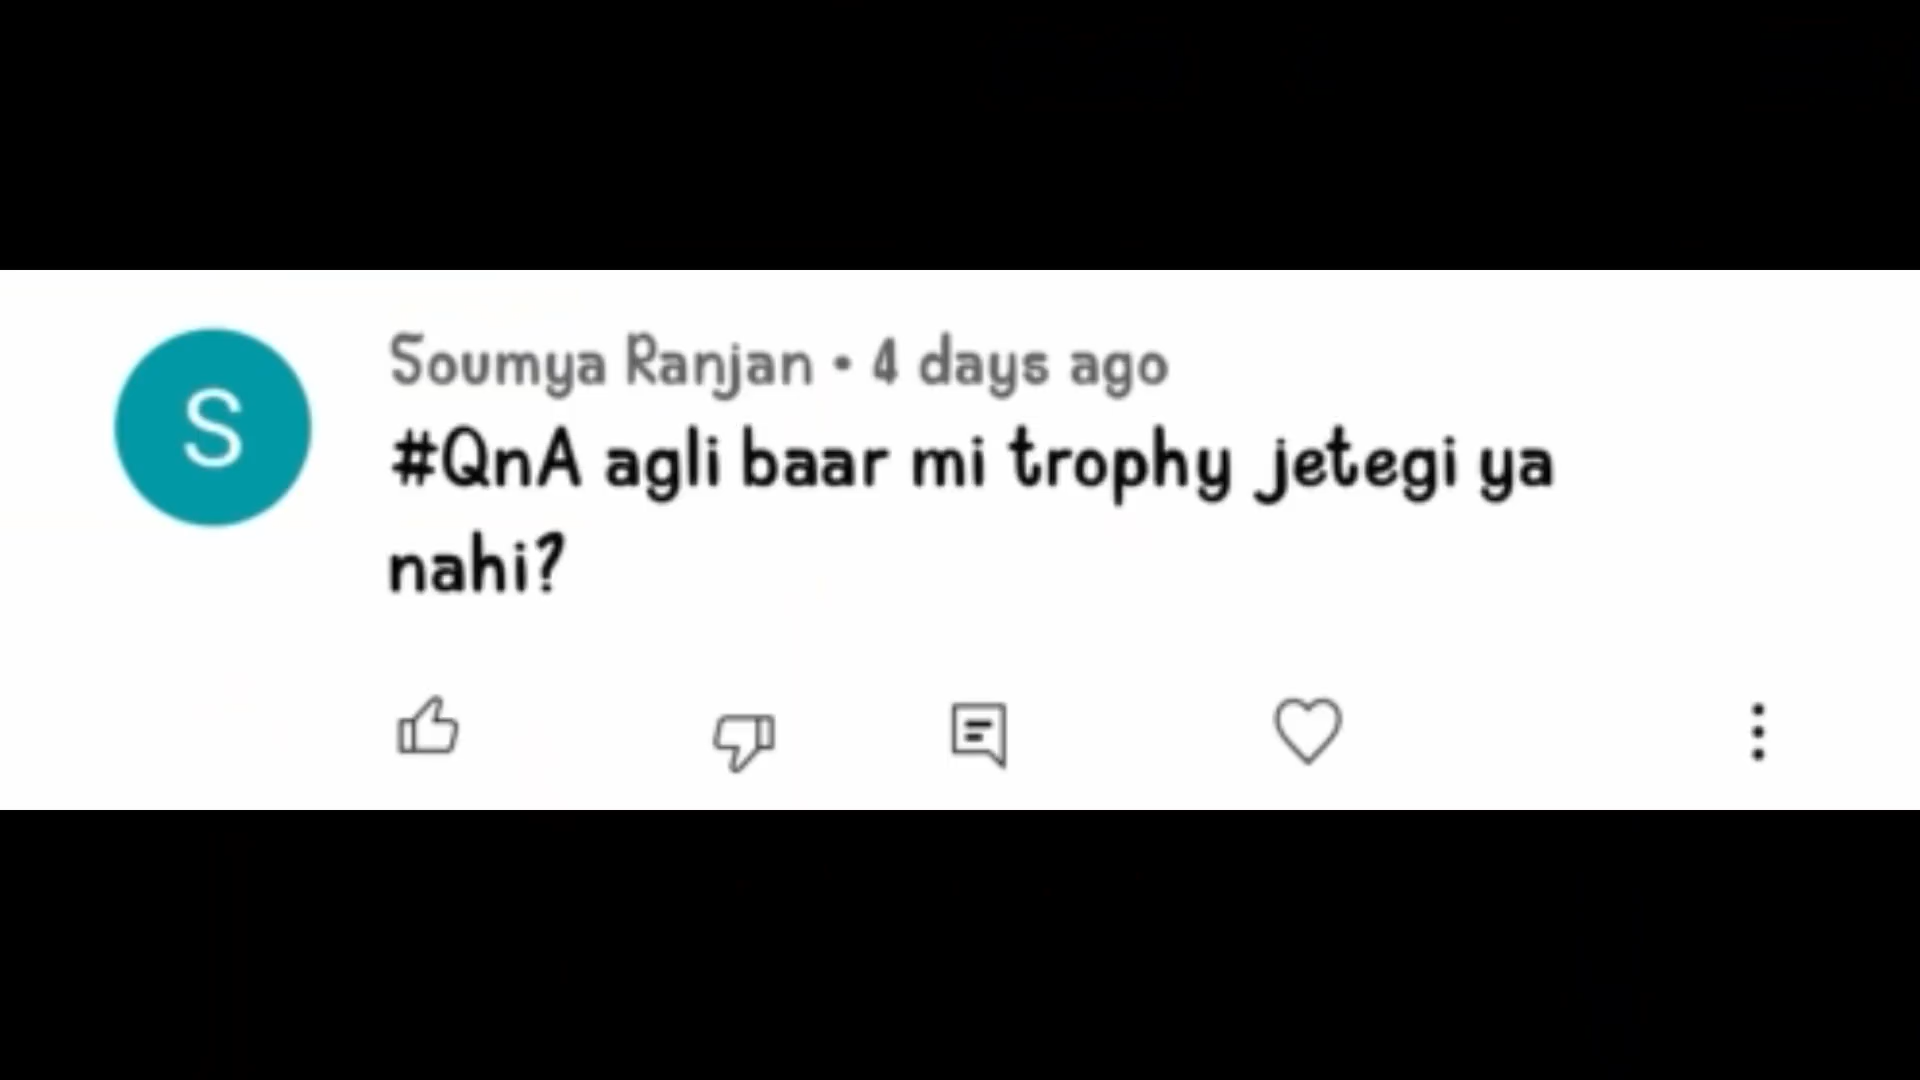 S
Soumya Ranjan • 4 days ago
#QnA agli baar mi trophy jetegi ya
nahi?